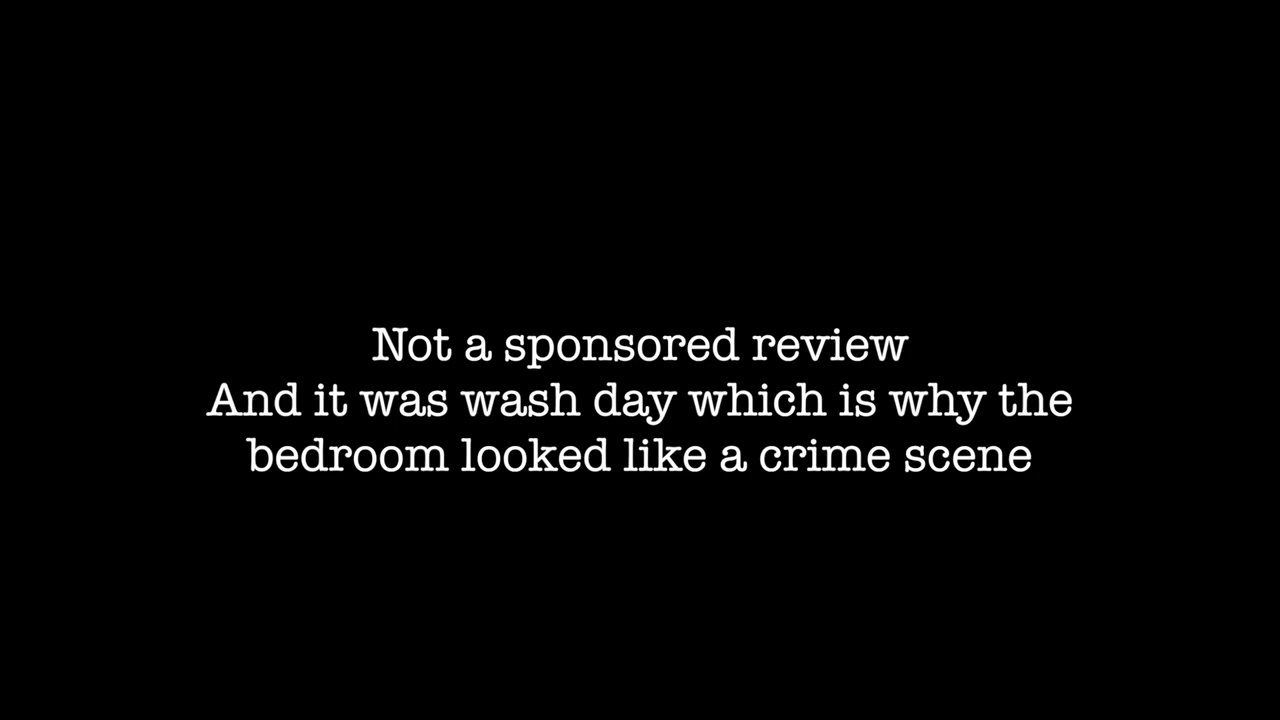 Not a sponsored review
And it was wash day which is why the
bedroom looked like a crime scene